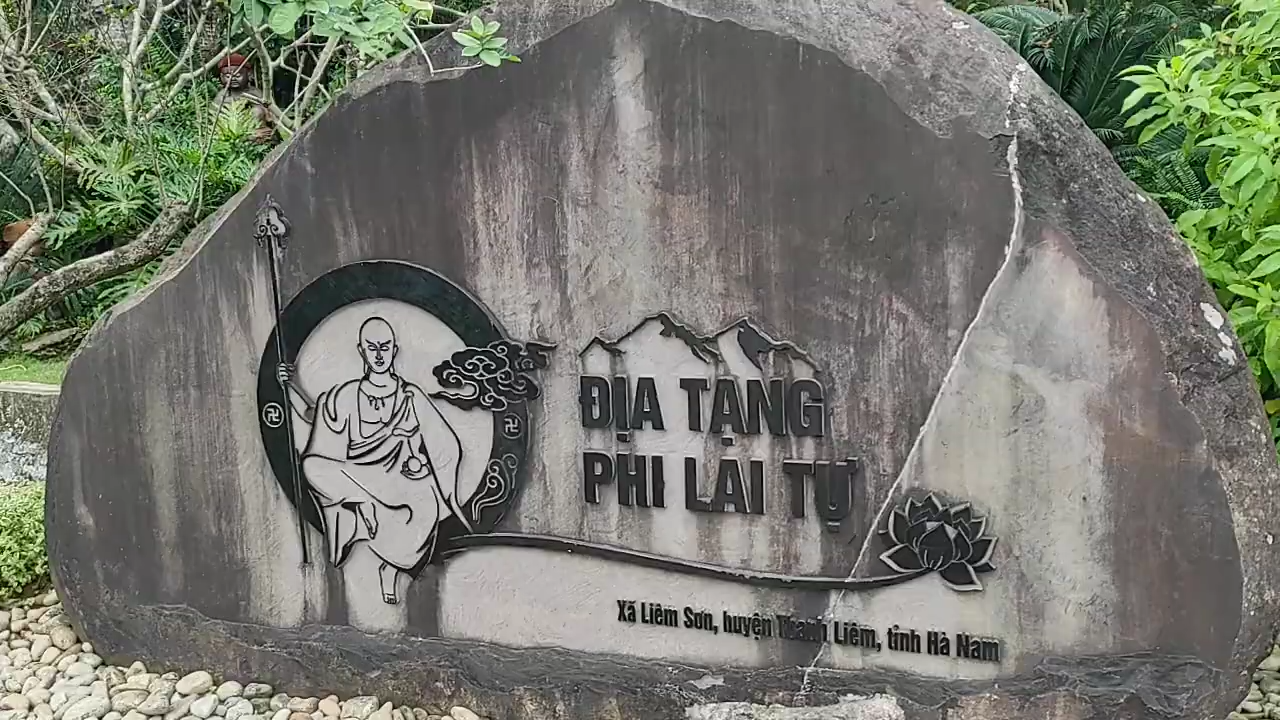 ĐỊA TẠNG
PHI LAI TỰ
Xã Liêm Sơn, huyện Thanh Liêm, tỉnh Hà Nam